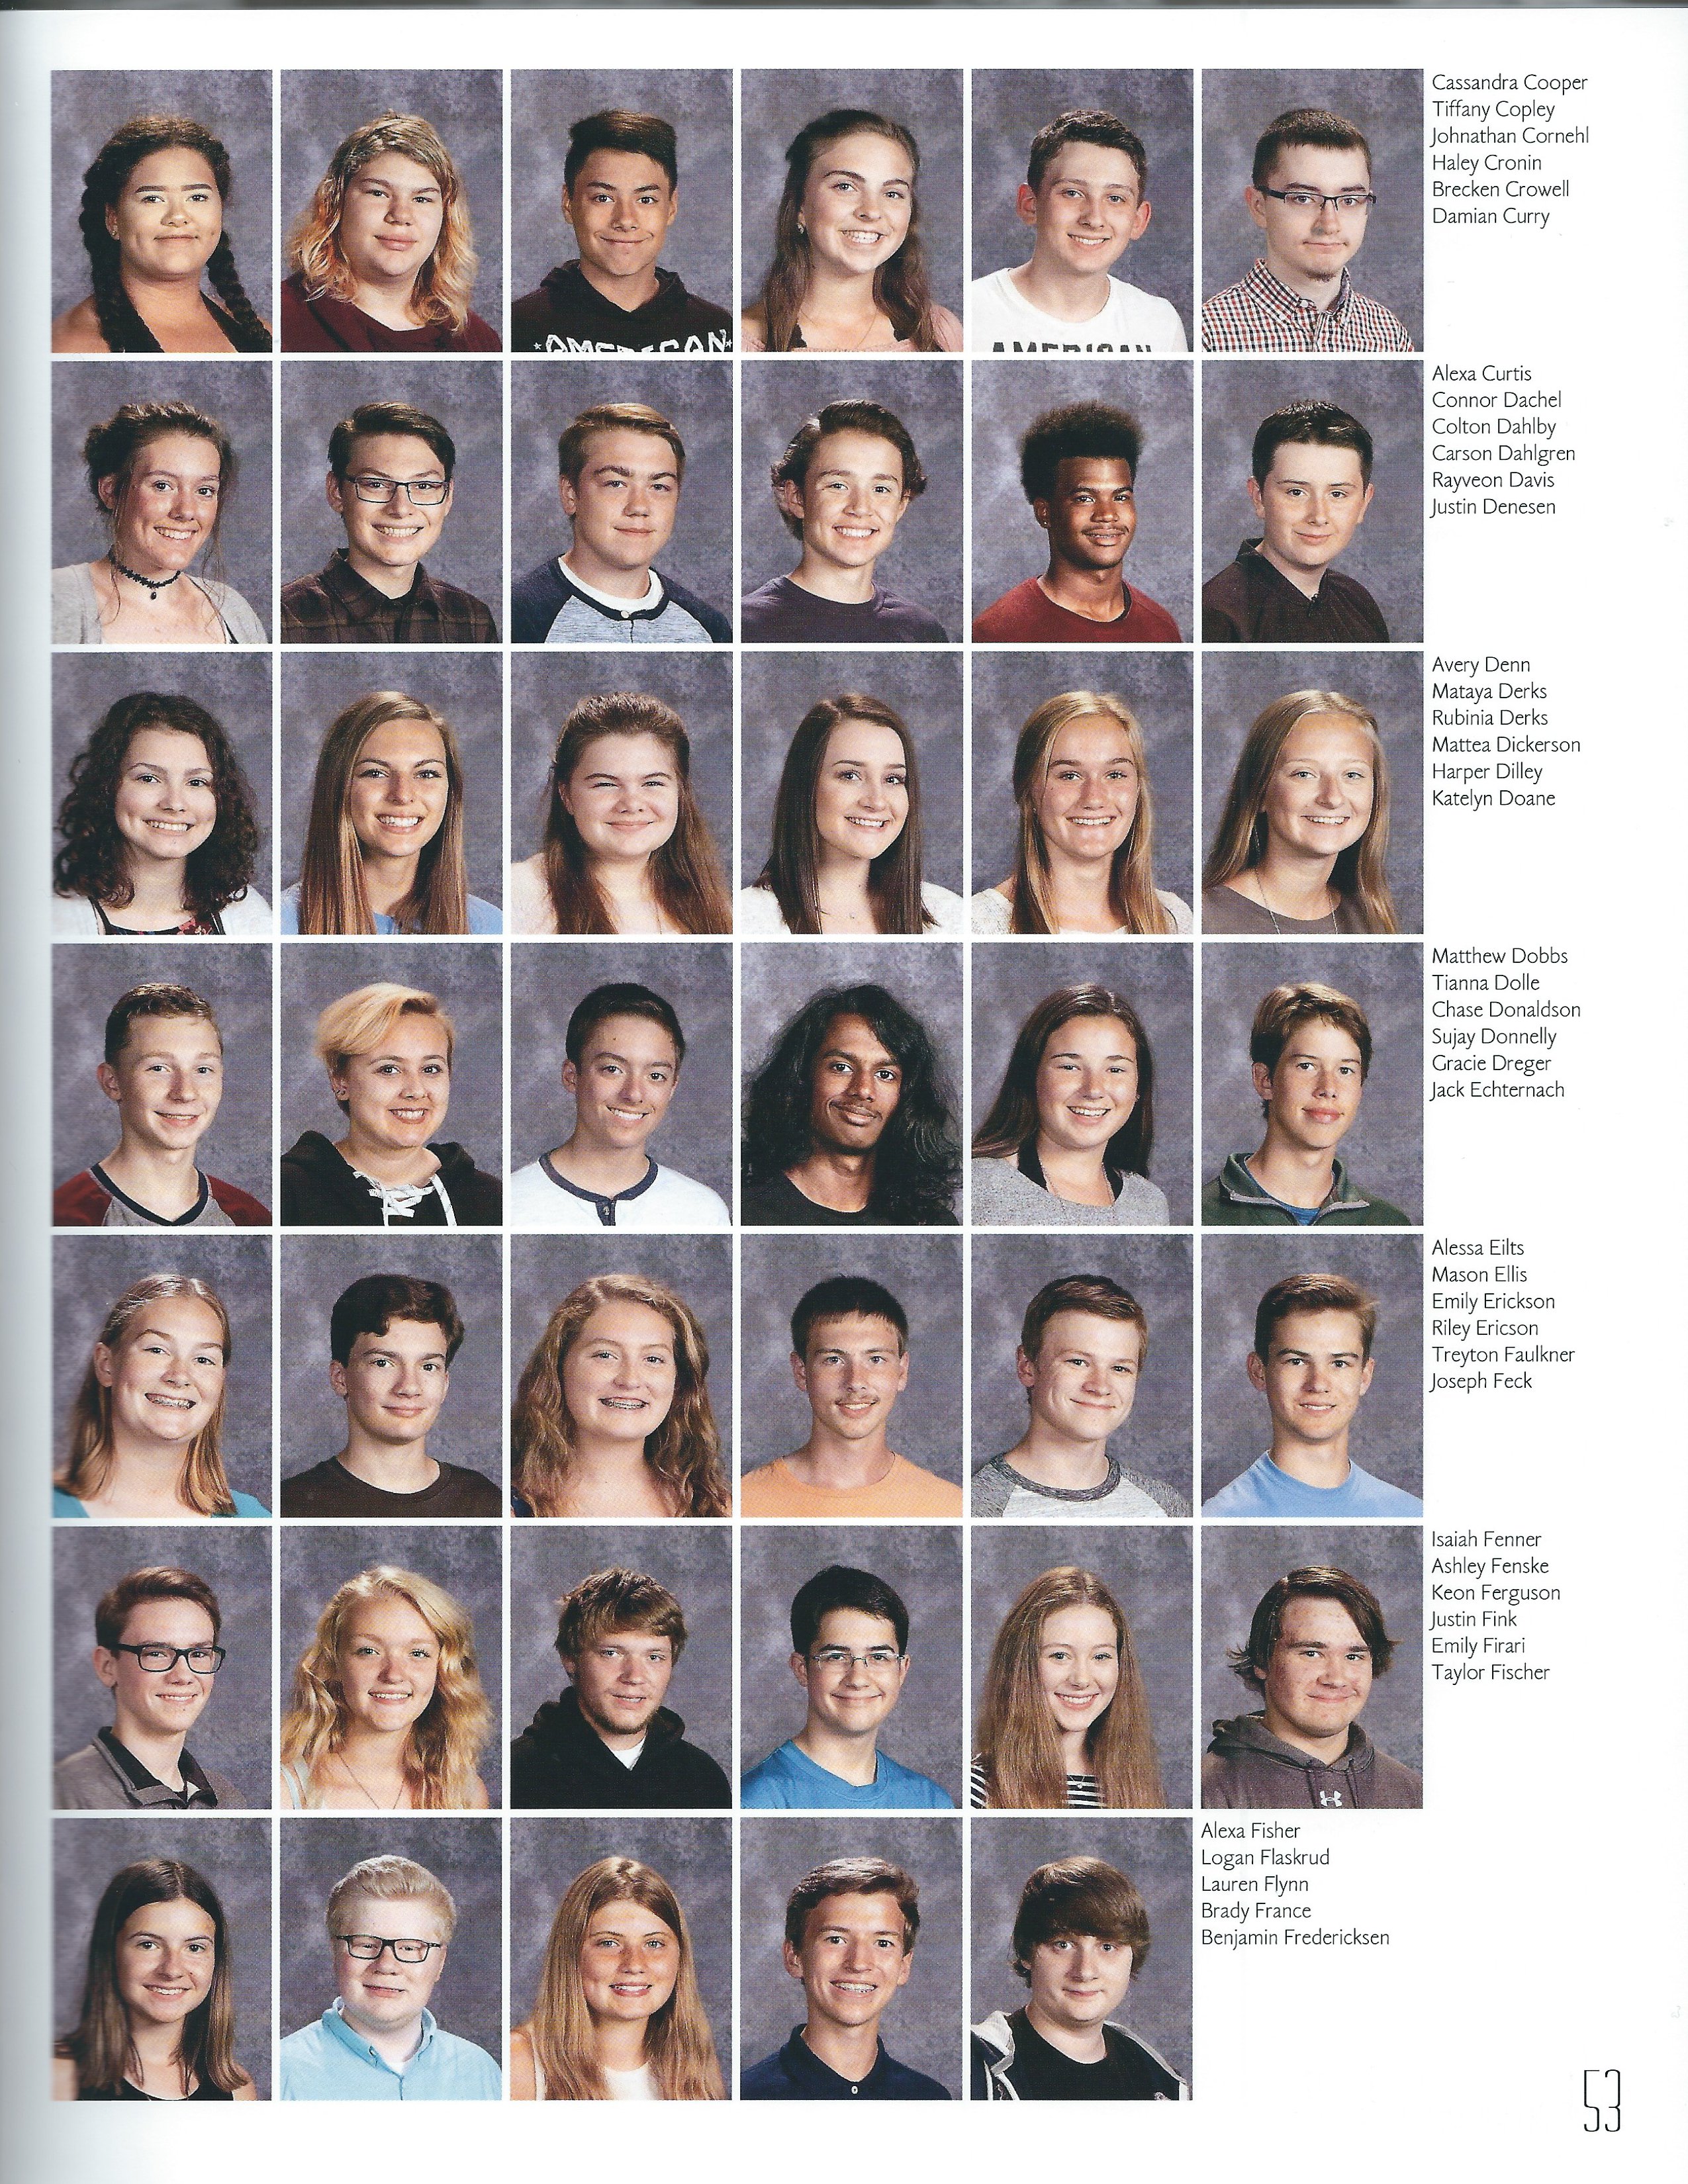 Cassandra Cooper
Tiffany Copley
Johnathan Cornehl
Haley Cronin
Brecken Crowell
Damian Curry
AMERICAN
AMERICAN
Alexa Curtis
Connor Dachel
Colton Dahlby
Carson Dahlgren
Rayveon Davis
Justin Denesen
Avery Denn
Mataya Derks
Rubinia Derks
Mattea Dickerson
Harper Dilley
Katelyn Doane
Matthew Dobbs
Tianna Dolle
Chase Donaldson
Sujay Donnelly
Gracie Dreger
Jack Echternach
Alessa Eilts
Mason Ellis
Emily Erickson
Riley Ericson
Treyton Faulkner
Joseph Feck
Isaiah Fenner
Ashley Fenske
Keon Ferguson
Justin Fink
Emily Firari
Taylor Fischer
Alexa Fisher
Logan Flaskrud
Lauren Flynn
Brady France
Benjamin Fredericksen
53